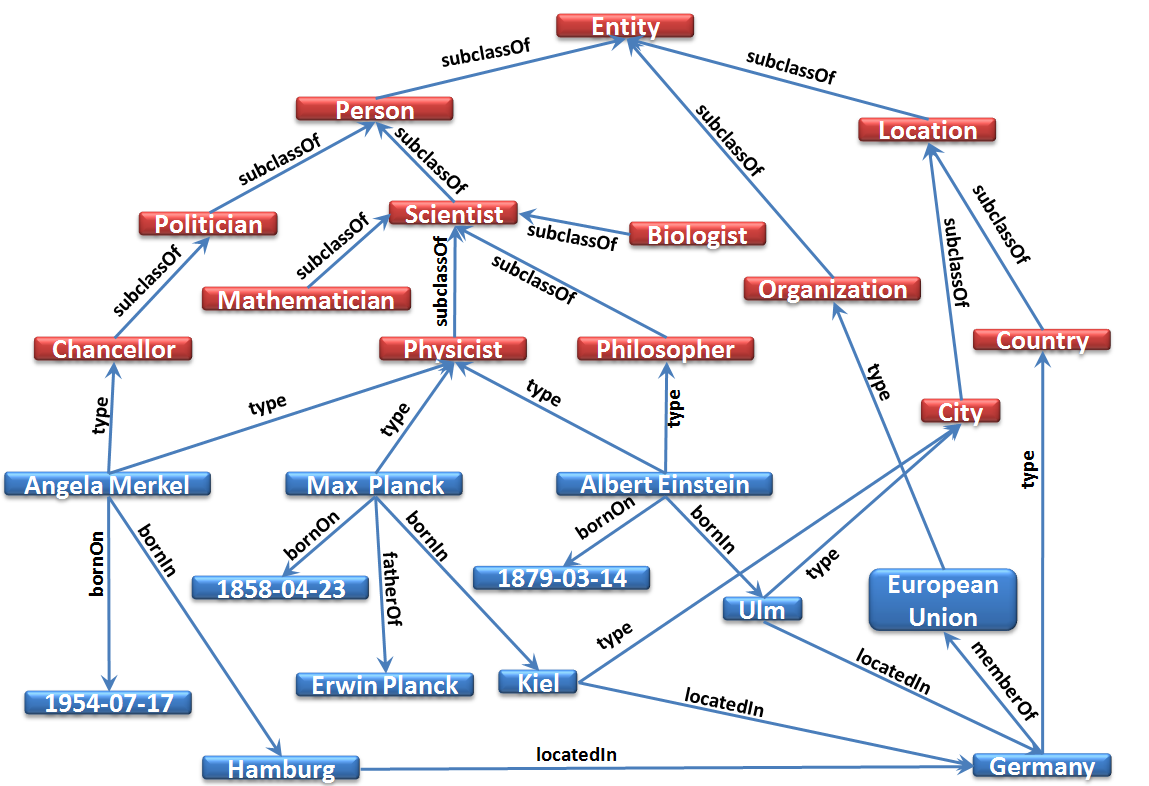 Entity
subclassOf
subclassOf
Person
subclassOf
Location
subclassOf
subclassOf
subclassOf
Politician
Scientist
subclassOf
Biologist
subclassOf
subclassOf
subclassOf
subclassOf
subclassOf
subclassOf
Mathematician
Organization
Chancellor
Physicist
Philosopher
Country
type
type
type
type
type
type
City
type
Angela Merkel
Max Planck
Albert Einstein
bornOn
bornIn
bornOn
bornIn
bornOn
bornIn
fatherOf
type
1858-04-23
1879-03-14
Ulm
European
Union
type
Erwin Planck
Kiel
locatedIn
memberOf
1954-07-17
locatedIn
Hamburg
locatedIn
Germany